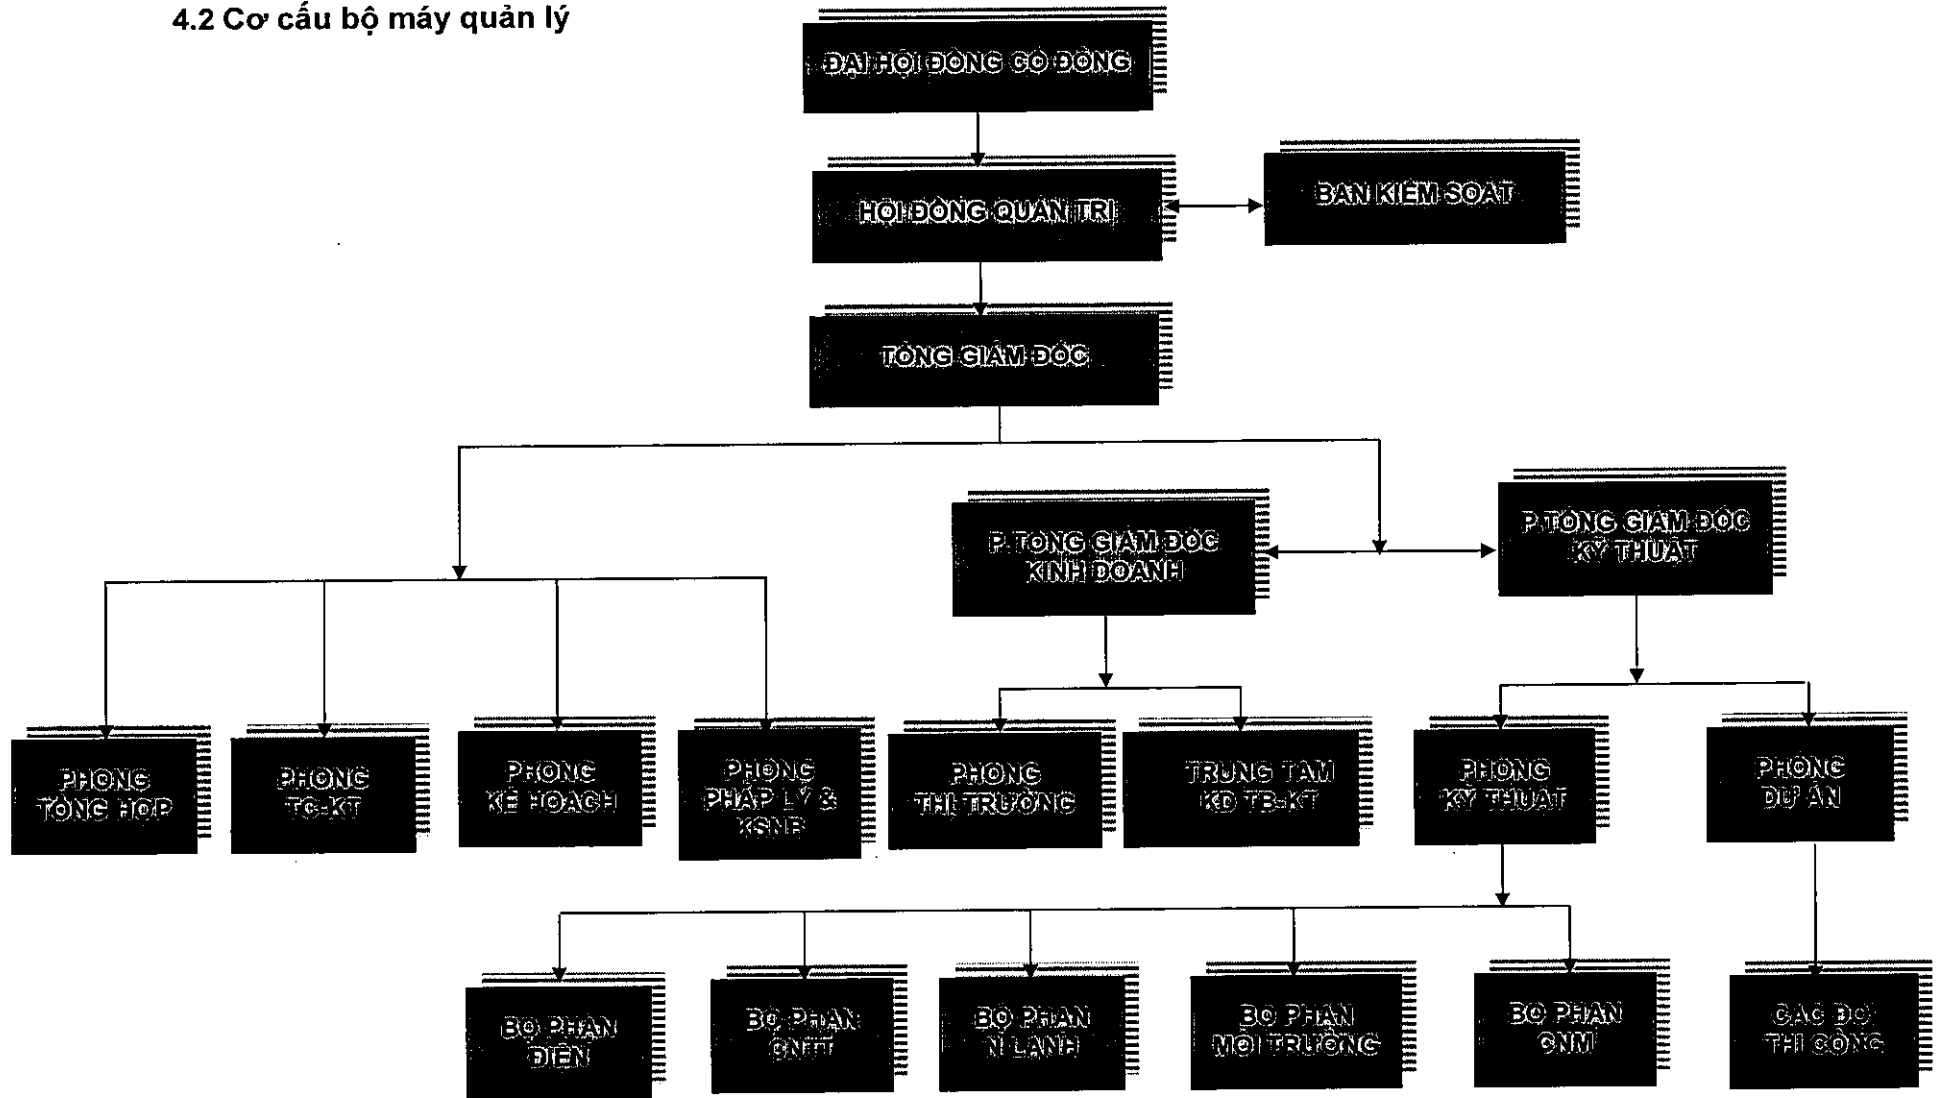 4.2 Cơ cấu bộ máy quản lý
ĐẠI HỘI ĐỒNG CỔ ĐÔNG
HỘI ĐỒNG QUẢN TRỊ
BAN KIỂM SOÁT
TỔNG GIÁM ĐỐC
P.TỔNG GIÁM ĐỐC
KINH DOANH
P.TỔNG GIÁM ĐỐC
KỸ THUẬT
PHÒNG
TỔNG HỢP
PHÒNG
TC-KT
PHÒNG
KẾ HOẠCH
PHÒNG
PHÁP LÝ &
KSNB
PHÒNG
THỊ TRƯỜNG
TRUNG TÂM
KD TB-KT
PHÒNG
KỸ THUẬT
PHÒNG
DỰ ÁN
BỘ PHẬN
ĐIỆN
BỘ PHẬN
CNTT
BỘ PHẬN
N LẠNH
BỘ PHẬN
MÔI TRƯỜNG
BỘ PHẬN
CNM
CÁC ĐỘI
THI CÔNG